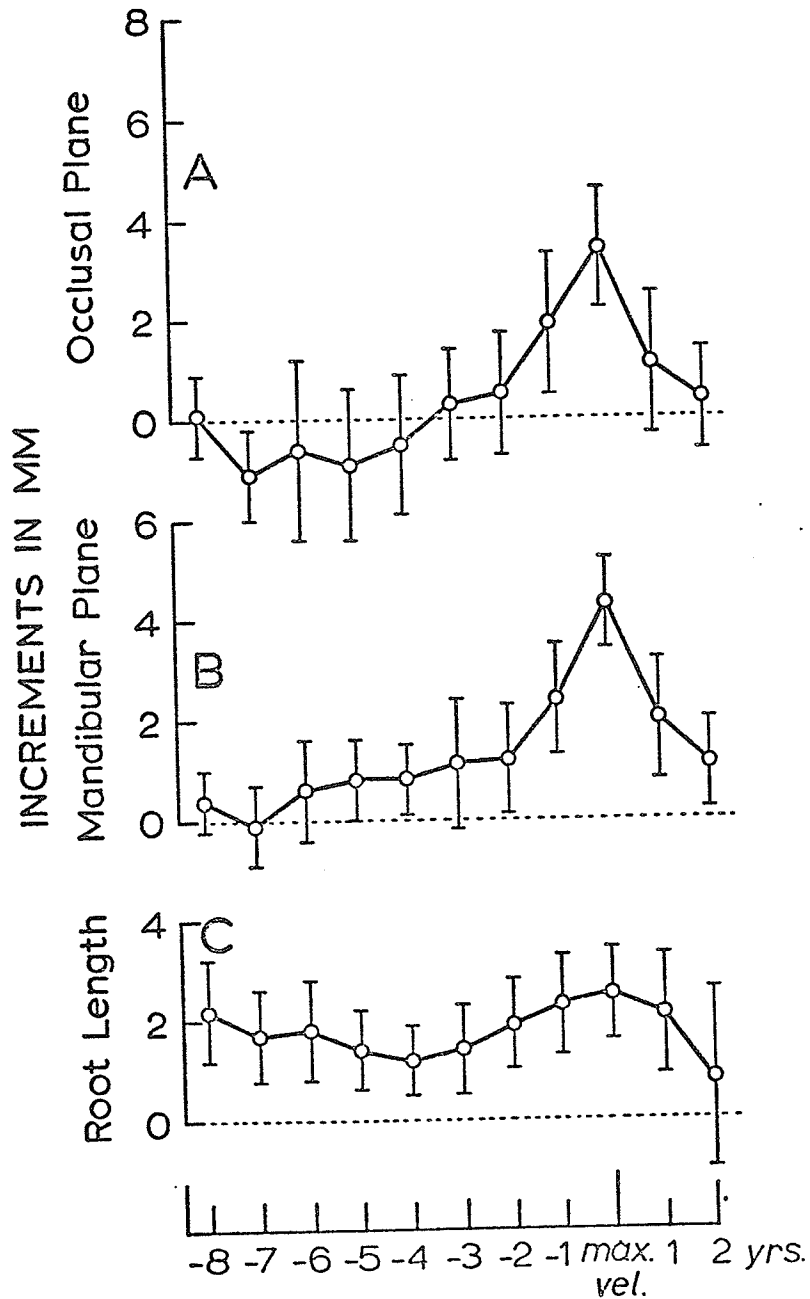 INCREMENTS IN MM
Occlusal Plane
A
8
6
4
2
0
Mandibular Plane
B
6
4
2
0
Root Length
C
4
2
0
-8 -7 -6 -5 -4 -3 -2 -1 max. vel. 1 2 yrs.